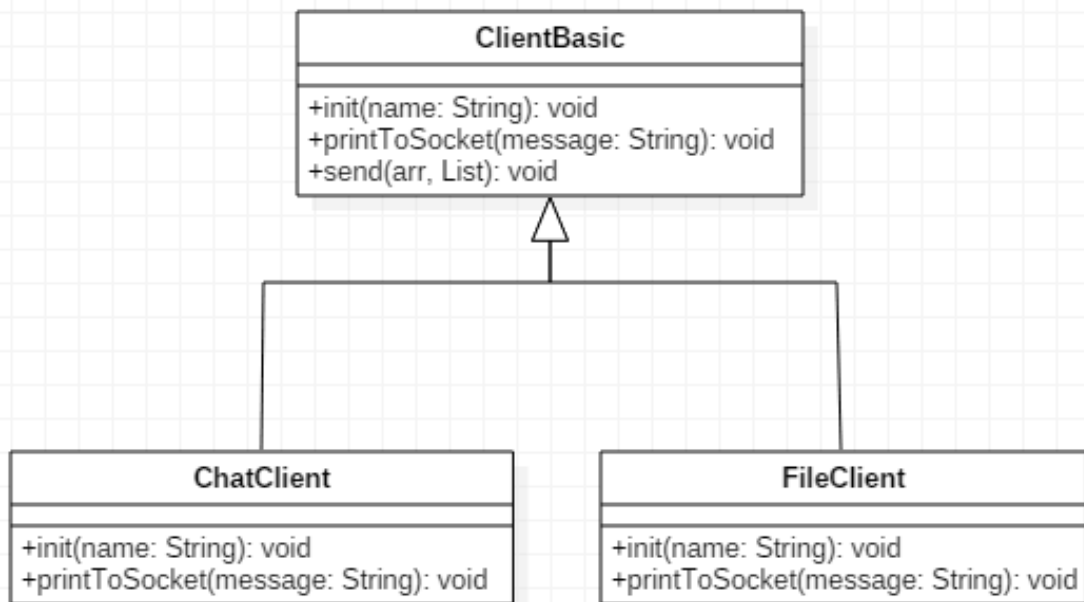 ClientBasic
+init(name: String): void
+printToSocket(message: String): void
+send(arr, List): void
ChatClient
+init(name: String): void
+printToSocket(message: String): void
FileClient
+init(name: String): void
+printToSocket(message: String): void